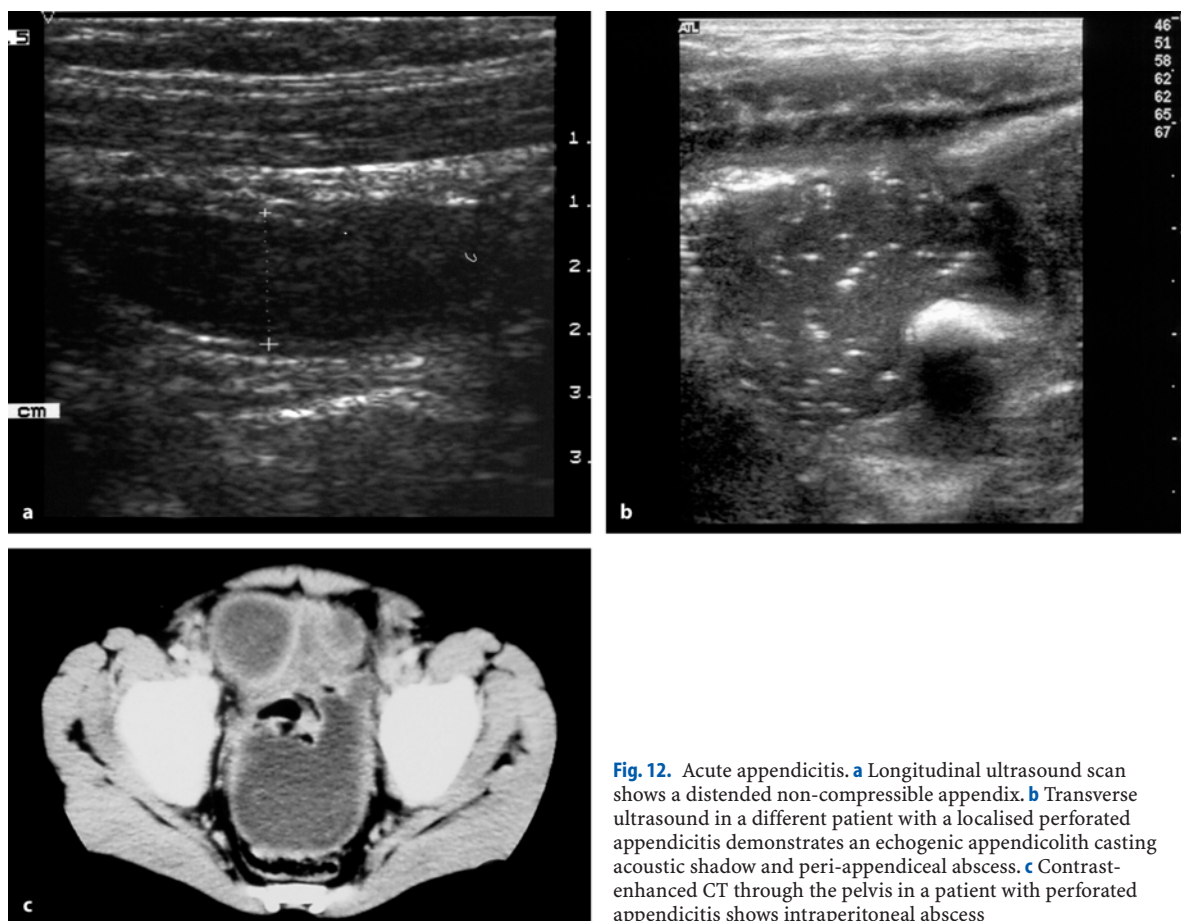 .5
1.
1.
2.
2.
3.
3.
cm
a
ATL
46
51
58
62
62
65
67
b
c
Fig. 12. Acute appendicitis. a Longitudinal ultrasound scan
shows a distended non-compressible appendix. b Transverse
ultrasound in a different patient with a localised perforated
appendicitis demonstrates an echogenic appendicolith casting
acoustic shadow and peri-appendiceal abscess. c Contrast-
enhanced CT through the pelvis in a patient with perforated
appendicitis shows intraperitoneal abscess